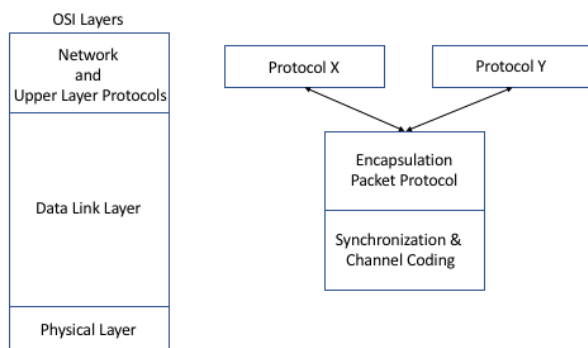 OSI Layers
Network
and
Upper Layer Protocols
Data Link Layer
Physical Layer
Protocol X
Protocol Y
Encapsulation
Packet Protocol
Synchronization &
Channel Coding